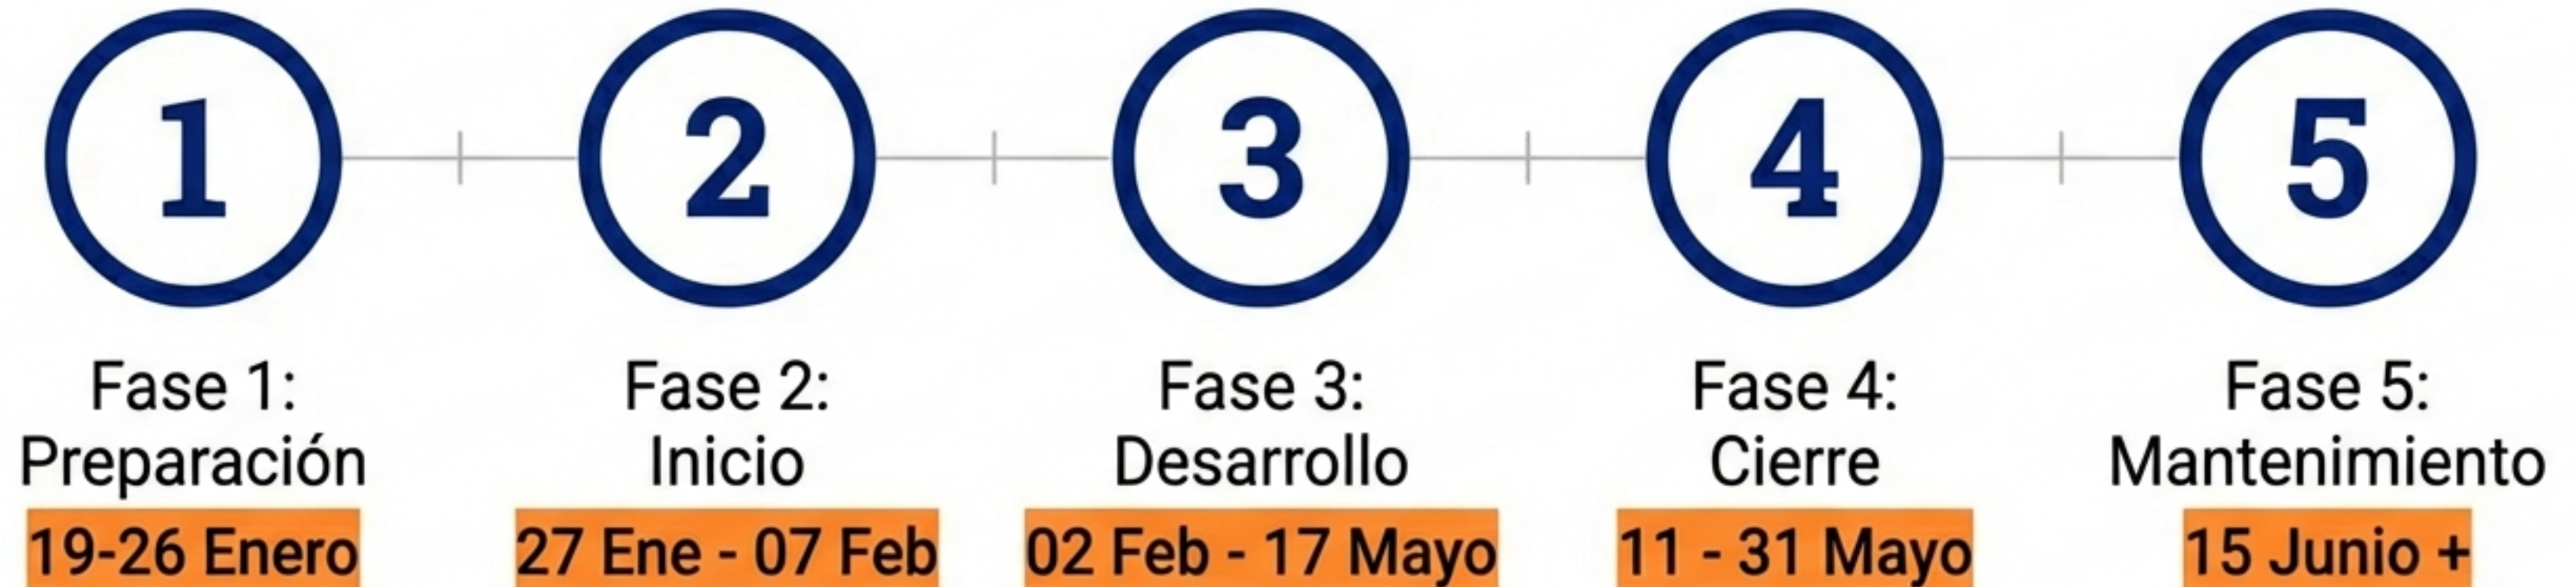 1
2
3
4
5
Fase 1:
Preparación
19-26 Enero
Fase 2:
Inicio
27 Ene - 07 Feb
Fase 3:
Desarrollo
02 Feb - 17 Mayo
Fase 4:
Cierre
11 - 31 Mayo
Fase 5:
Mantenimiento
15 Junio +